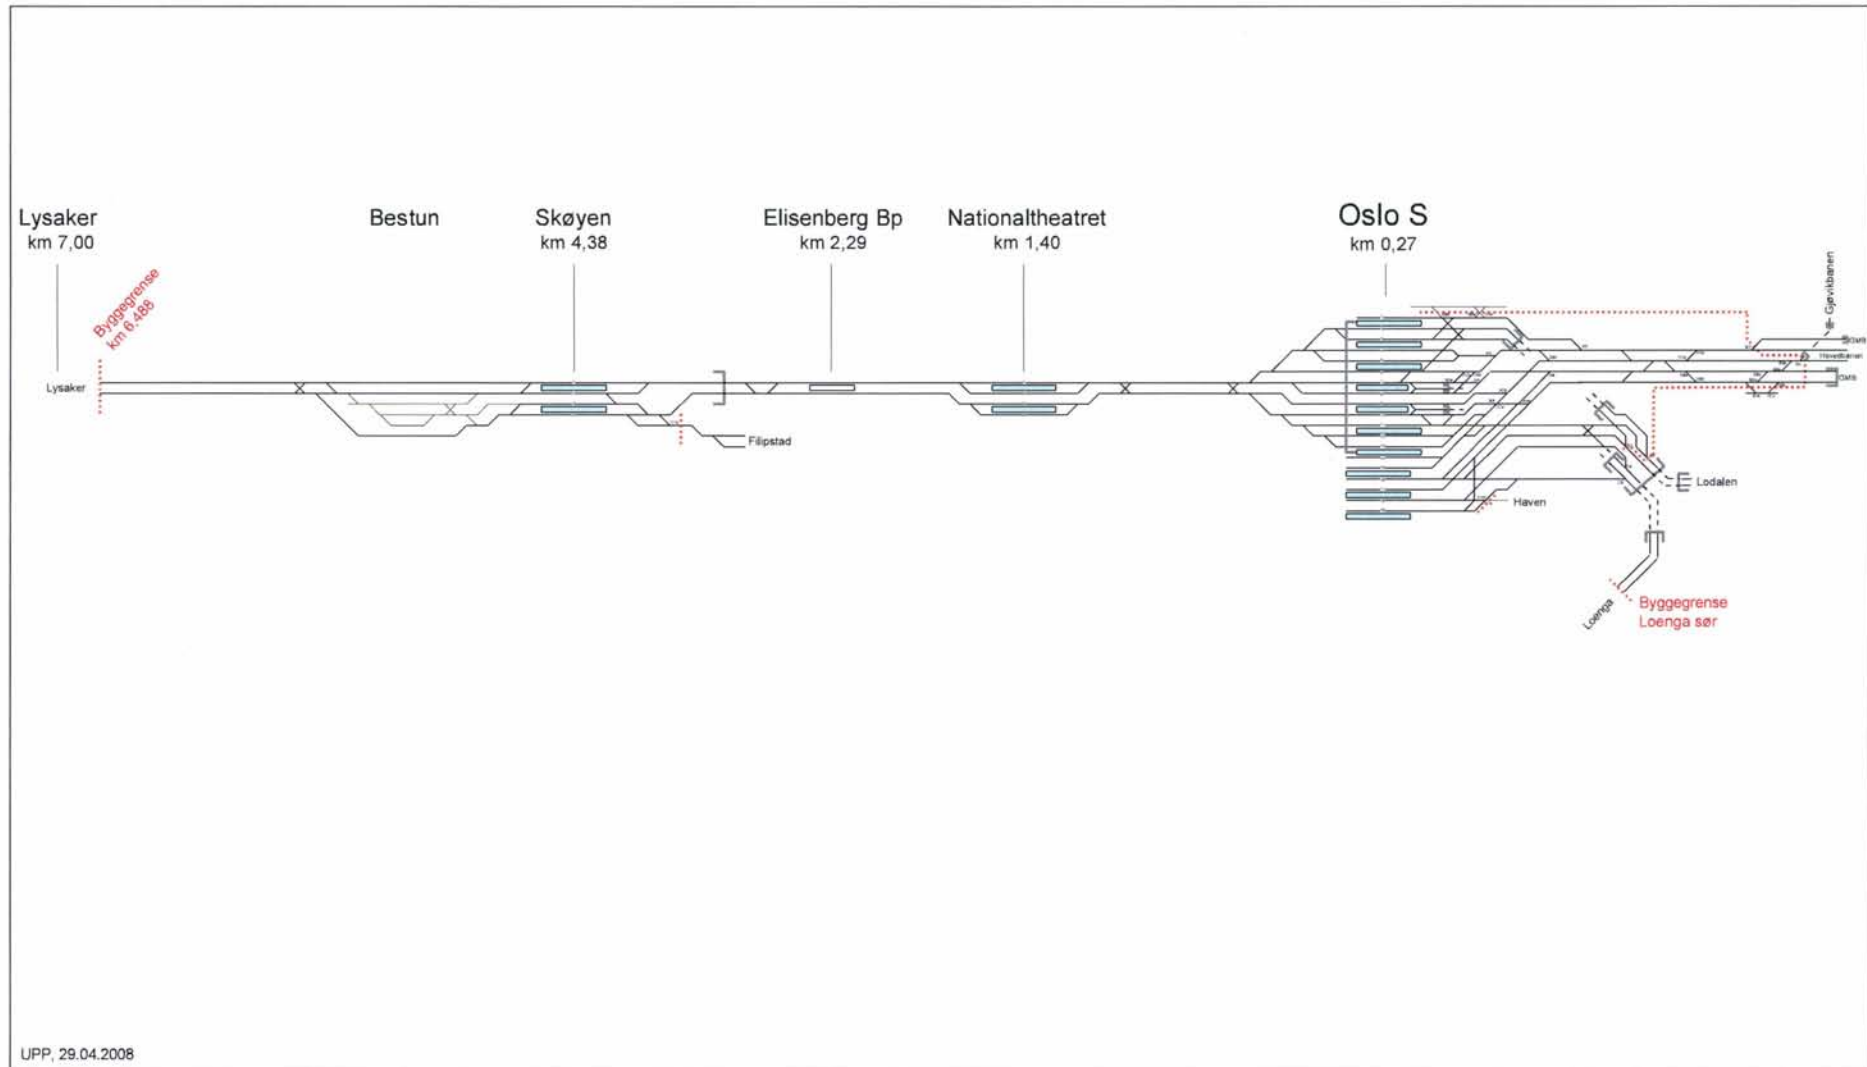 Lysaker
km 7,00
Bestun
Skøyen
km 4,38
Elisenberg Bp
km 2,29
Nationaltheatret
km 1,40
Oslo S
km 0,27
Byggegrense
km 6,488
Gjøvikbanen
GMB
Hovedbanen
GMB
Lysaker
Filipstad
Lodalen
Haven
Loenga
Byggegrense
Loenga sør
UPP, 29.04.2008